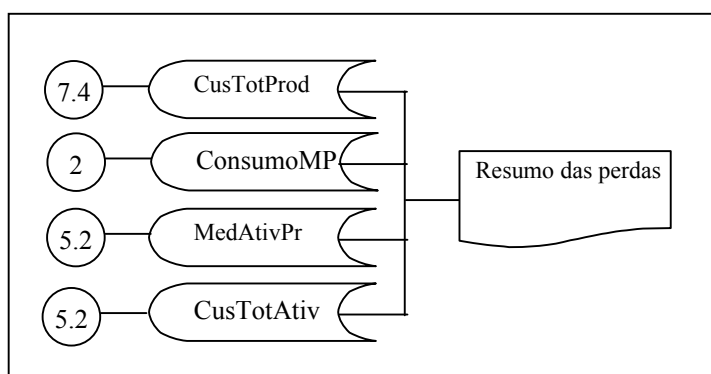 7.4
CusTotProd
2
ConsumoMP
Resumo das perdas
5.2
MedAtivPr
5.2
CusTotAtiv